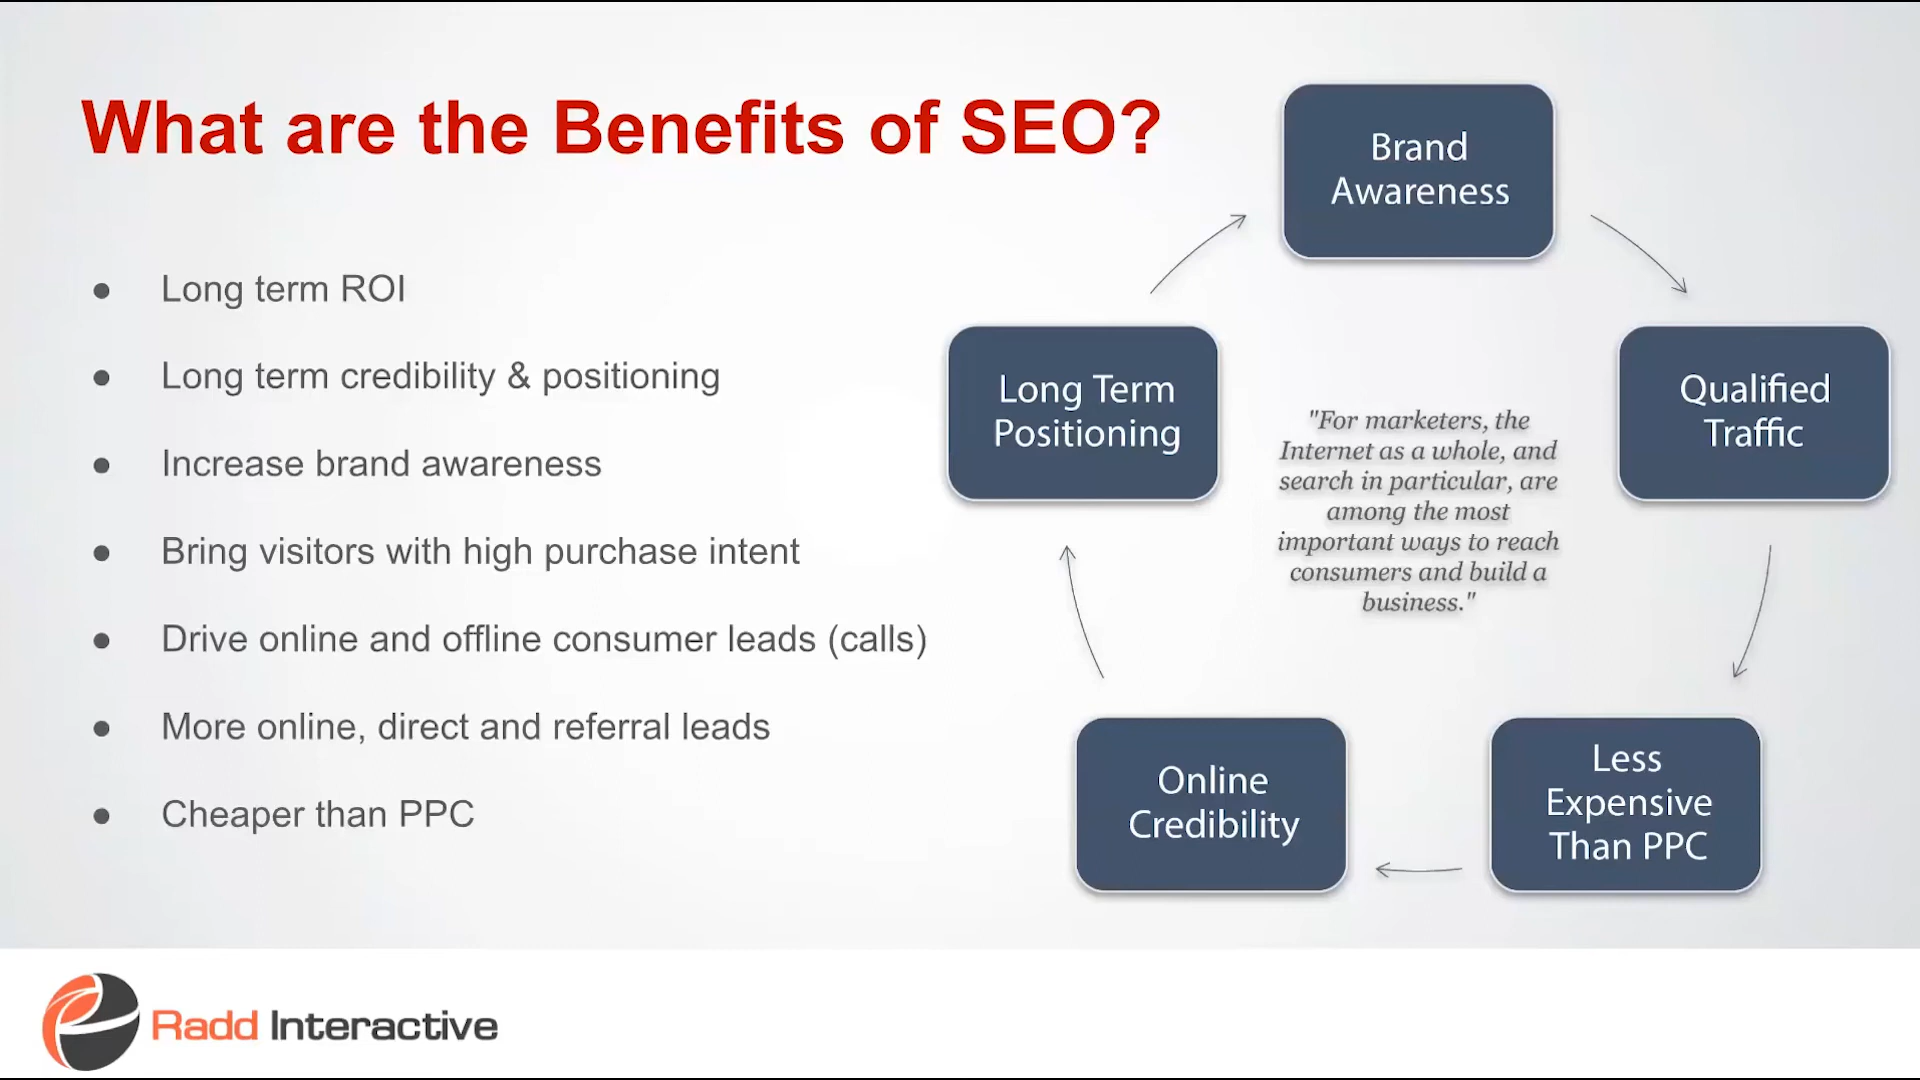 What are the Benefits of SEO?
● Long term ROI
● Long term credibility & positioning
● Increase brand awareness
● Bring visitors with high purchase intent
● Drive online and offline consumer leads (calls)
● More online, direct and referral leads
● Cheaper than PPC
Brand
Awareness
Qualified
Traffic
Less
Expensive
Than PPC
Online
Credibility
Long Term
Positioning
"For marketers, the
Internet as a whole, and
search in particular, are
among the most
important ways to reach
consumers and build a
business."
Radd Interactive